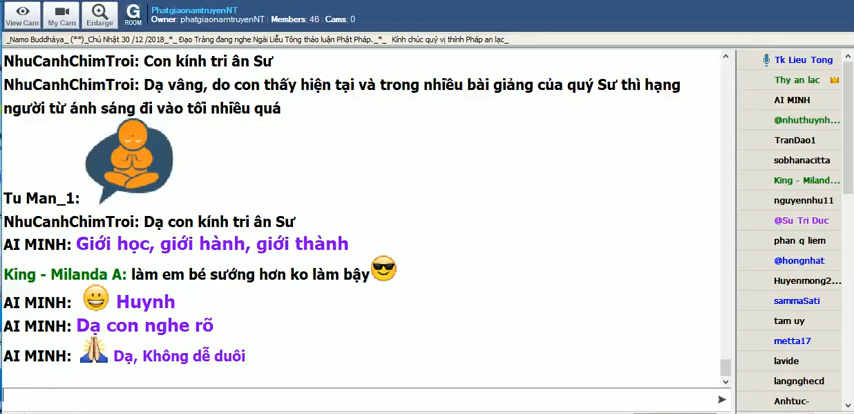 View Cam
My Cam
Enlarge
G
ROOM
PhatgiaonamtruyenNT
Owner: phatgiaonamtruyenNT | Members: 46 | Cams: 0
_Namo Buddhàya_ (**)_Chủ Nhật 30 /12 /2018_*_ Đạo Tràng đang nghe Ngài Liễu Tông thảo luận Phật Pháp._*_ Kính chúc quý vị thính Pháp an lạc_
NhuCanhChimTroi: Con kính tri ân Sư
NhuCanhChimTroi: Dạ vâng, do con thấy hiện tại và trong nhiều bài giảng của quý Sư thì hạng
người từ ánh sáng đi vào tối nhiều quá
Tu Man_1:
NhuCanhChimTroi: Dạ con kính tri ân Sư
AI MINH: Giới học, giới hành, giới thành
King - Milanda A: làm em bé sướng hơn ko làm bậy
AI MINH: Huynh
AI MINH: Dạ con nghe rõ
AI MINH: Dạ, Không dễ duôi
Tk Lieu Tong
Thy an lac
AI MINH
@nhuthuynh...
TranDao1
sobhanacitta
King - Miland...
nguyennhu11
@Su Tri Duc
phan q liem
@hongnhat
Huyenmong2...
sammaSati
tam uy
metta17
lavide
langnghecd
Anhtuc-